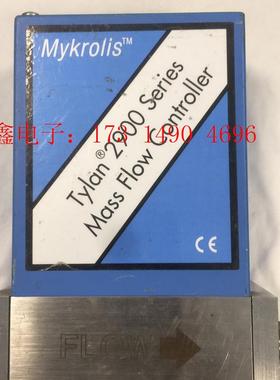 Mykrolis™
Tylan® 2900 Series
Mass Flow Controller
鑫电子：17 1490 4696
CE
FLOW